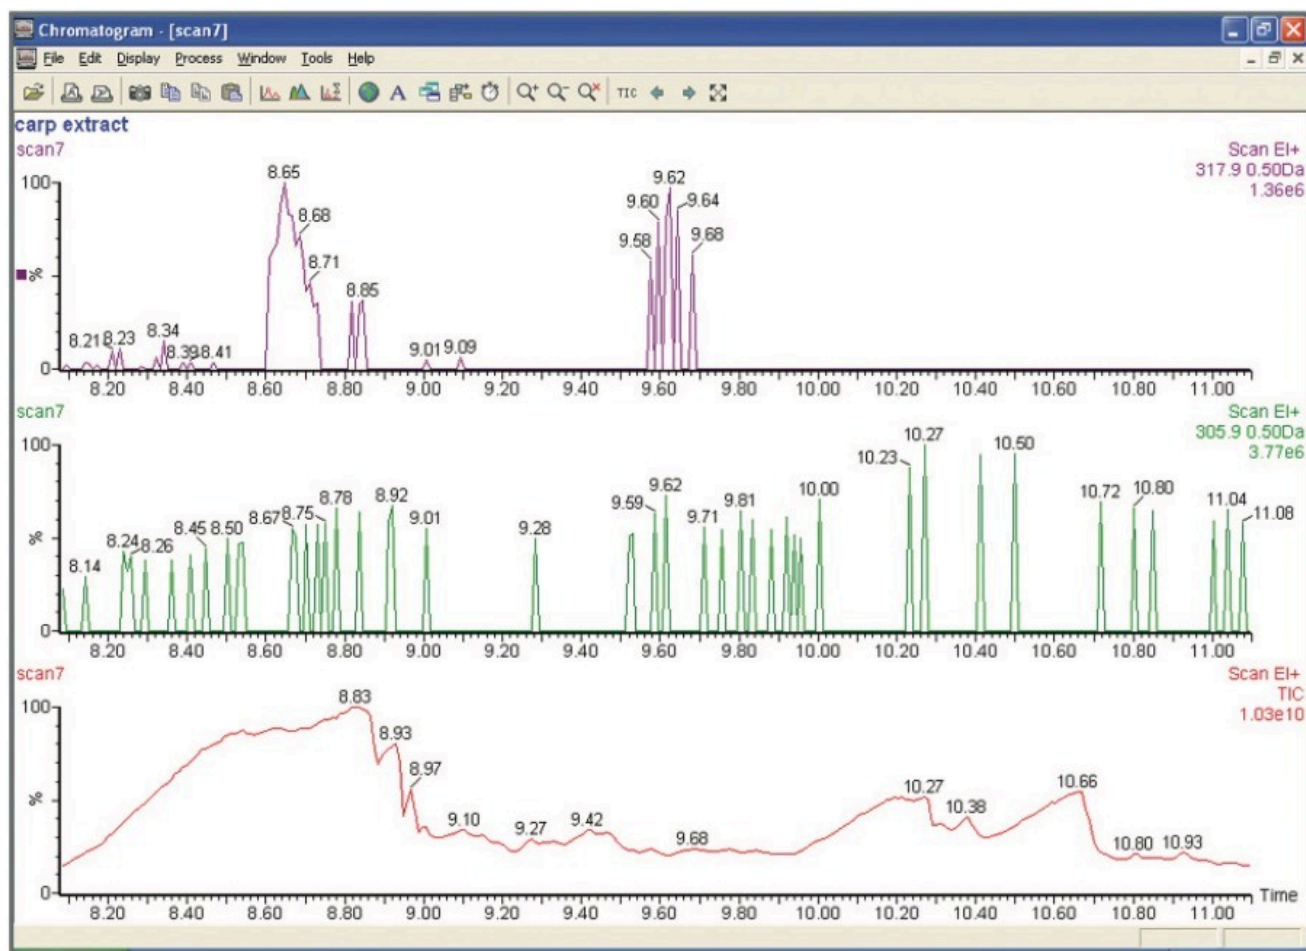 Chromatogram - [scan7]
File Edit Display Process Window Tools Help
A TIC
carp extract
scan7
Scan EI+
317.9 0.50Da
1.36e6
100
%
0
8.21 8.23 8.34 8.39 8.41 8.65 8.68 8.71 8.85 9.01 9.09 9.58 9.60 9.62 9.64 9.68
8.20 8.40 8.60 8.80 9.00 9.20 9.40 9.60 9.80 10.00 10.20 10.40 10.60 10.80 11.00
scan7
Scan EI+
305.9 0.50Da
3.77e6
100
%
0
8.14 8.24 8.26 8.45 8.50 8.67 8.75 8.78 8.92 9.01 9.28 9.59 9.62 9.71 9.81 10.00 10.23 10.27 10.50 10.72 10.80 11.04 11.08
8.20 8.40 8.60 8.80 9.00 9.20 9.40 9.60 9.80 10.00 10.20 10.40 10.60 10.80 11.00
scan7
Scan EI+
TIC
1.03e10
100
%
0
8.83 8.93 8.97 9.10 9.27 9.42 9.68 10.27 10.38 10.66 10.80 10.93
Time
8.20 8.40 8.60 8.80 9.00 9.20 9.40 9.60 9.80 10.00 10.20 10.40 10.60 10.80 11.00